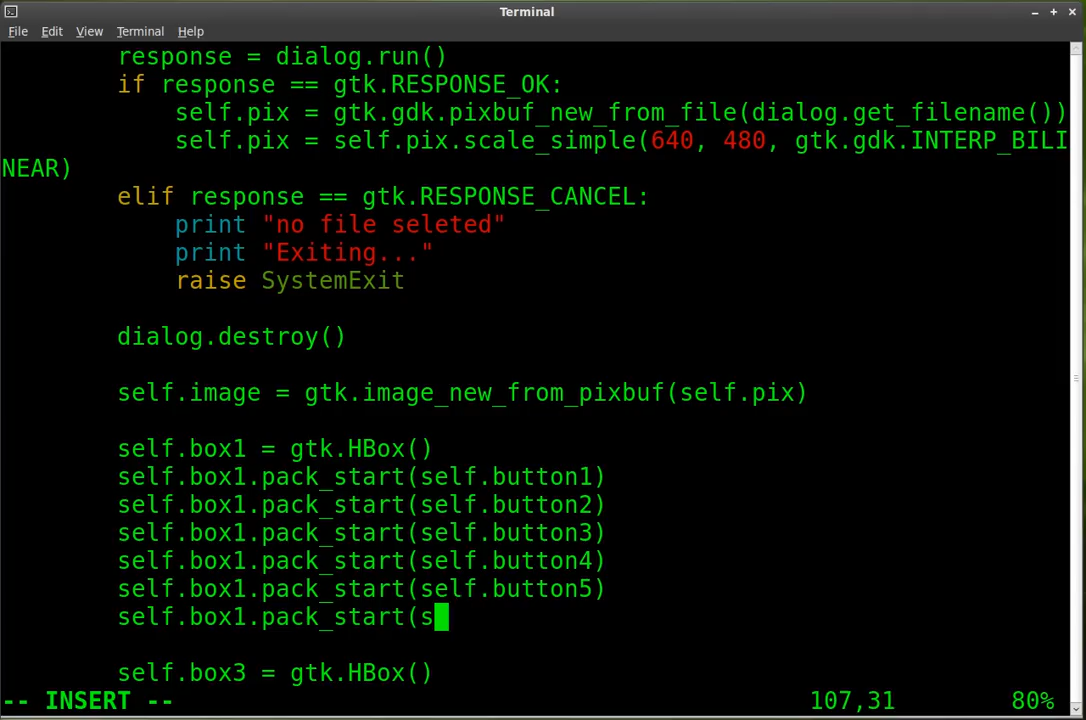 Terminal
File Edit View Terminal Help
response = dialog.run()
if response == gtk.RESPONSE_OK:
self.pix = gtk.gdk.pixbuf_new_from_file(dialog.get_filename())
self.pix = self.pix.scale_simple(640, 480, gtk.gdk.INTERP_BILI
NEAR)
elif response == gtk.RESPONSE_CANCEL:
print "no file seleted"
print "Exiting..."
raise SystemExit
dialog.destroy()
self.image = gtk.image_new_from_pixbuf(self.pix)
self.box1 = gtk.HBox()
self.box1.pack_start(self.button1)
self.box1.pack_start(self.button2)
self.box1.pack_start(self.button3)
self.box1.pack_start(self.button4)
self.box1.pack_start(self.button5)
self.box1.pack_start(s
self.box3 = gtk.HBox()
-- INSERT -- 107,31 80%